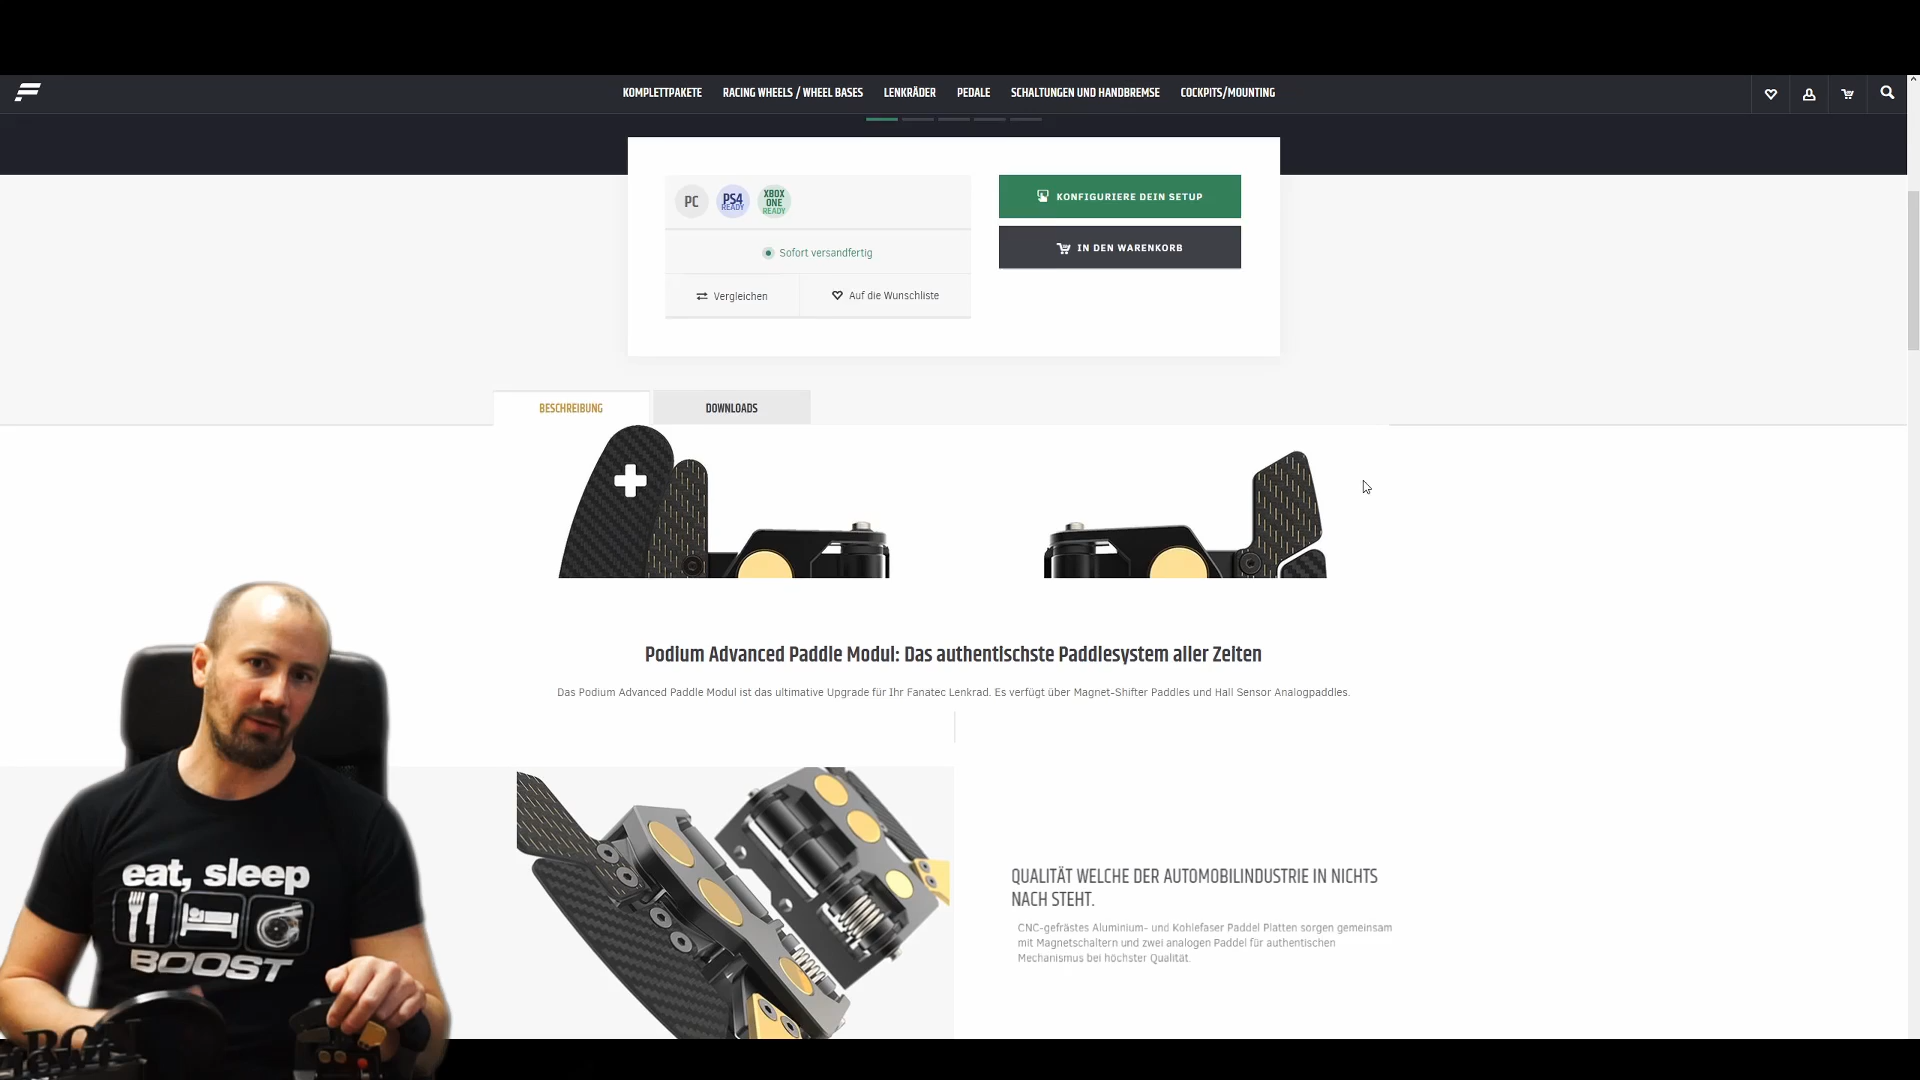 KOMPLETTPAKETE RACING WHEELS / WHEEL BASES LENKRÄDER PEDALE SCHALTUNGEN UND HANDBREMSE COCKPITS/MOUNTING
PC
PS4
READY
XBOX
ONE
READY
KONFIGURIERE DEIN SETUP
IN DEN WARENKORB
Sofort versandfertig
Vergleichen
Auf die Wunschliste
BESCHREIBUNG
DOWNLOADS
Podium Advanced Paddle Modul: Das authentischste Paddlesystem aller Zeiten
Das Podium Advanced Paddle Modul ist das ultimative Upgrade für Ihr Fanatec Lenkrad. Es verfügt über Magnet-Shifter Paddles und Hall Sensor Analogpaddles.
QUALITÄT WELCHE DER AUTOMOBILINDUSTRIE IN NICHTS
NACH STEHT.
CNC-gefrästes Aluminium- und Kohlefaser Paddel Platten sorgen gemeinsam
mit Magnetschaltern und zwei analogen Paddel für authentischen
Mechanismus bei höchster Qualität.
eat, sleep
BOOST